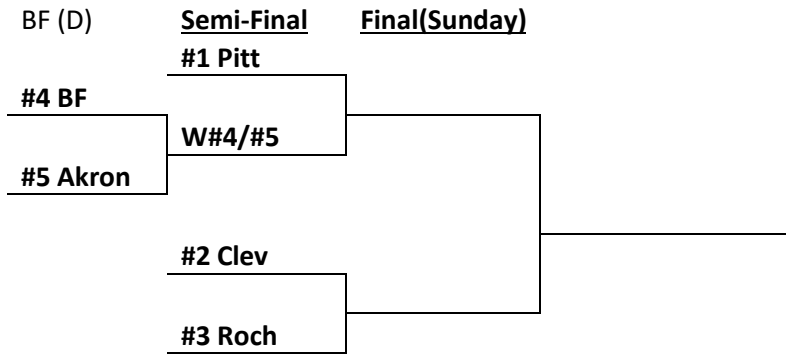 BF (D) Semi-Final Final(Sunday)
#1 Pitt
#4 BF
W#4/#5
#5 Akron
#2 Clev
#3 Roch